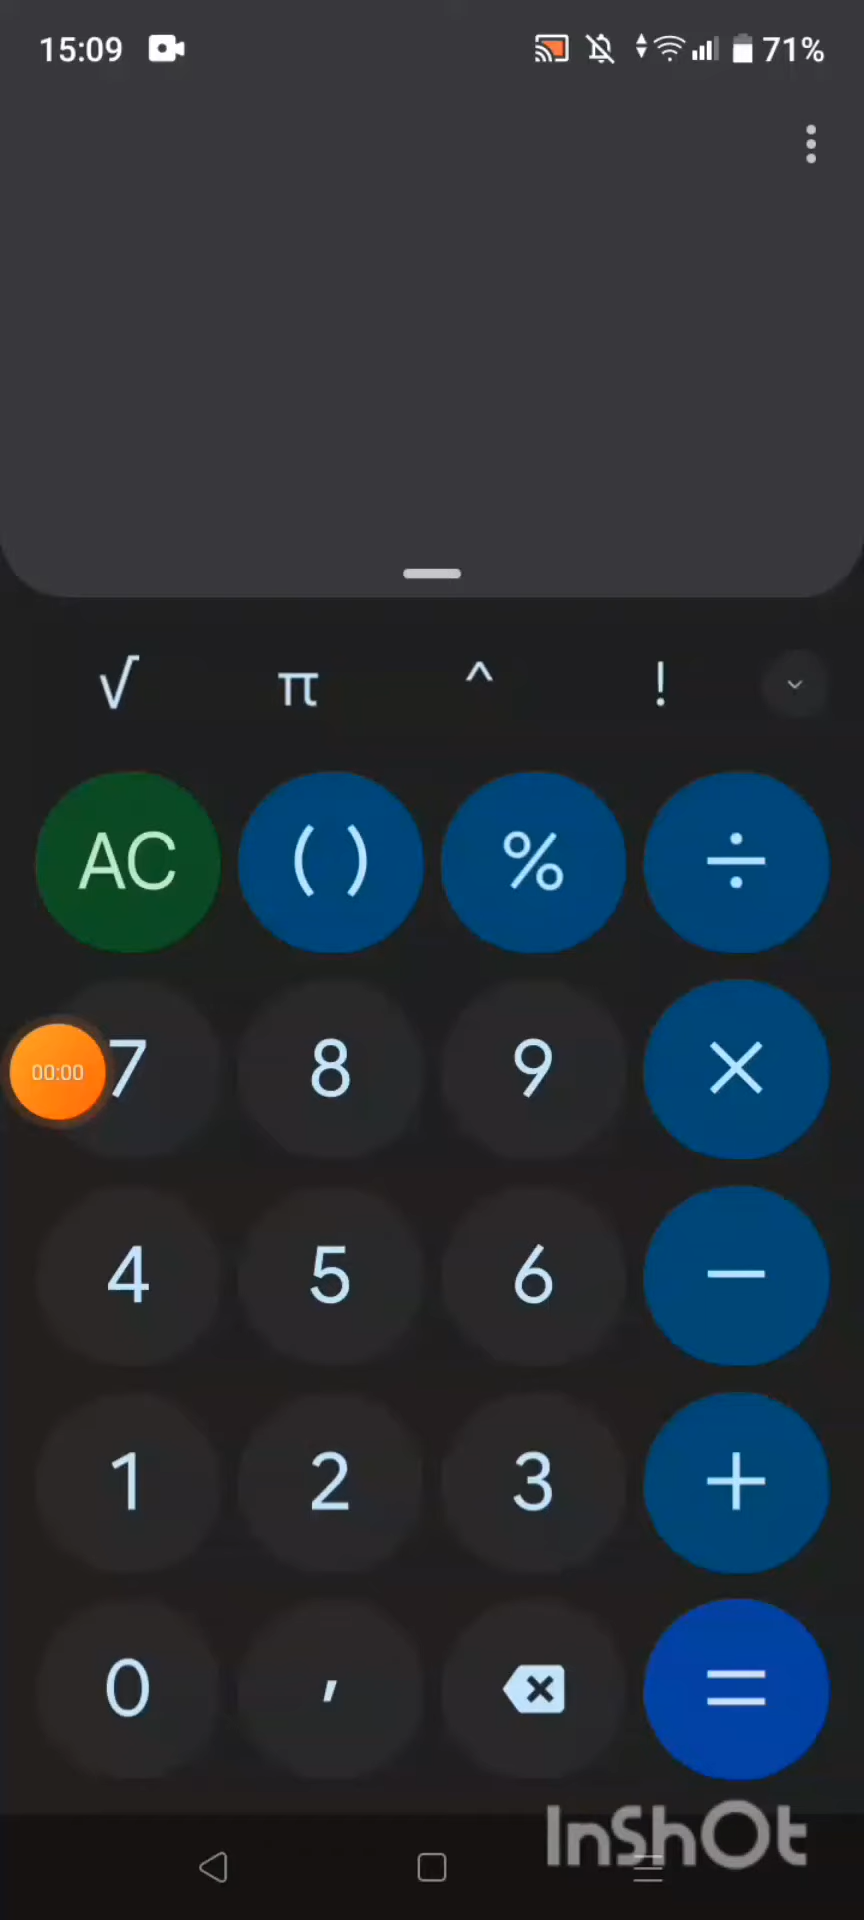 15:09 71%
√ π ^ !
AC ( ) % ÷
7 8 9 ×
00:00
4 5 6 −
1 2 3 +
0 , =
InShOt